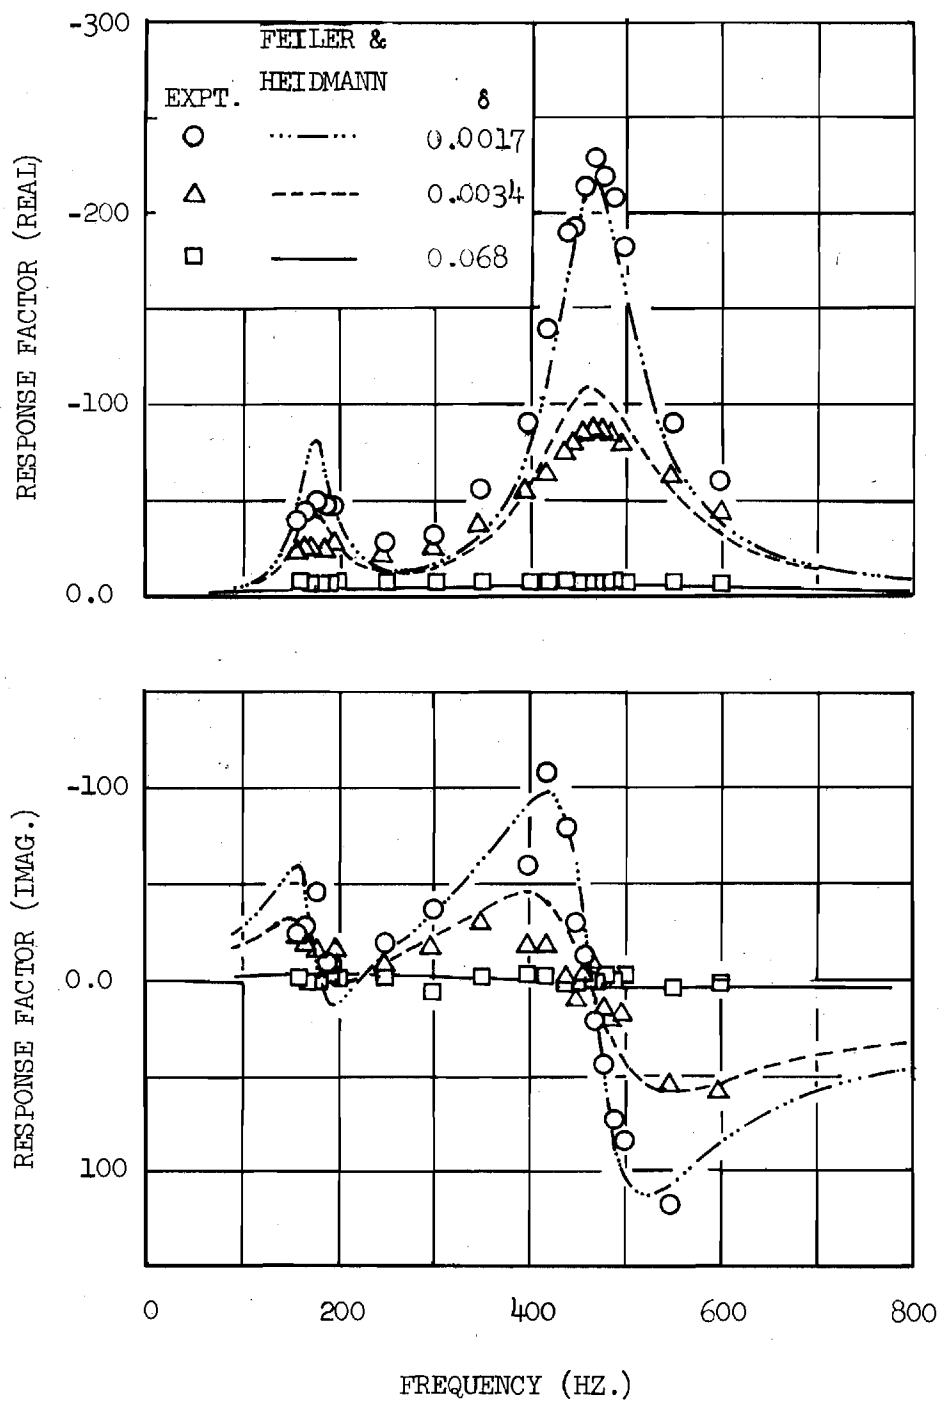 -300
FEILER &
HEIDMANN
EXPT.
δ
0.0017
0.0034
0.068
-200
-100
0.0
RESPONSE FACTOR (REAL)
-100
0.0
100
RESPONSE FACTOR (IMAG.)
0
200
400
600
800
FREQUENCY (HZ.)